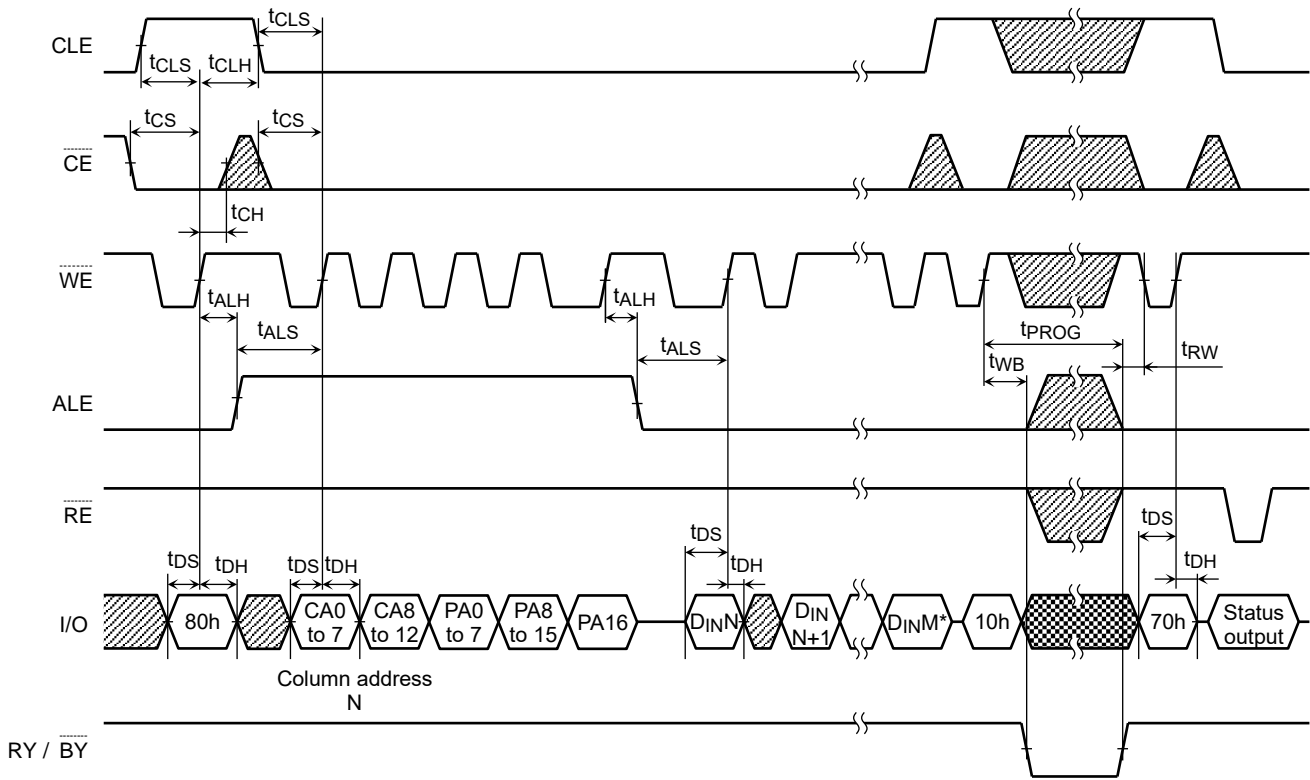 tCLS
CLE
tCLS tCLH
tCS tCS
CE
tCH
WE
tALH tALH
tALS tALS
tPROG
tWB tRW
ALE
RE
tDS tDH tDS tDH tDS tDH tDS tDH
I/O
80h
CA0
to 7
CA8
to 12
PA0
to 7
PA8
to 15
PA16
DINN
DIN
N+1
DINM*
10h
70h
Status
output
Column address
N
RY / BY